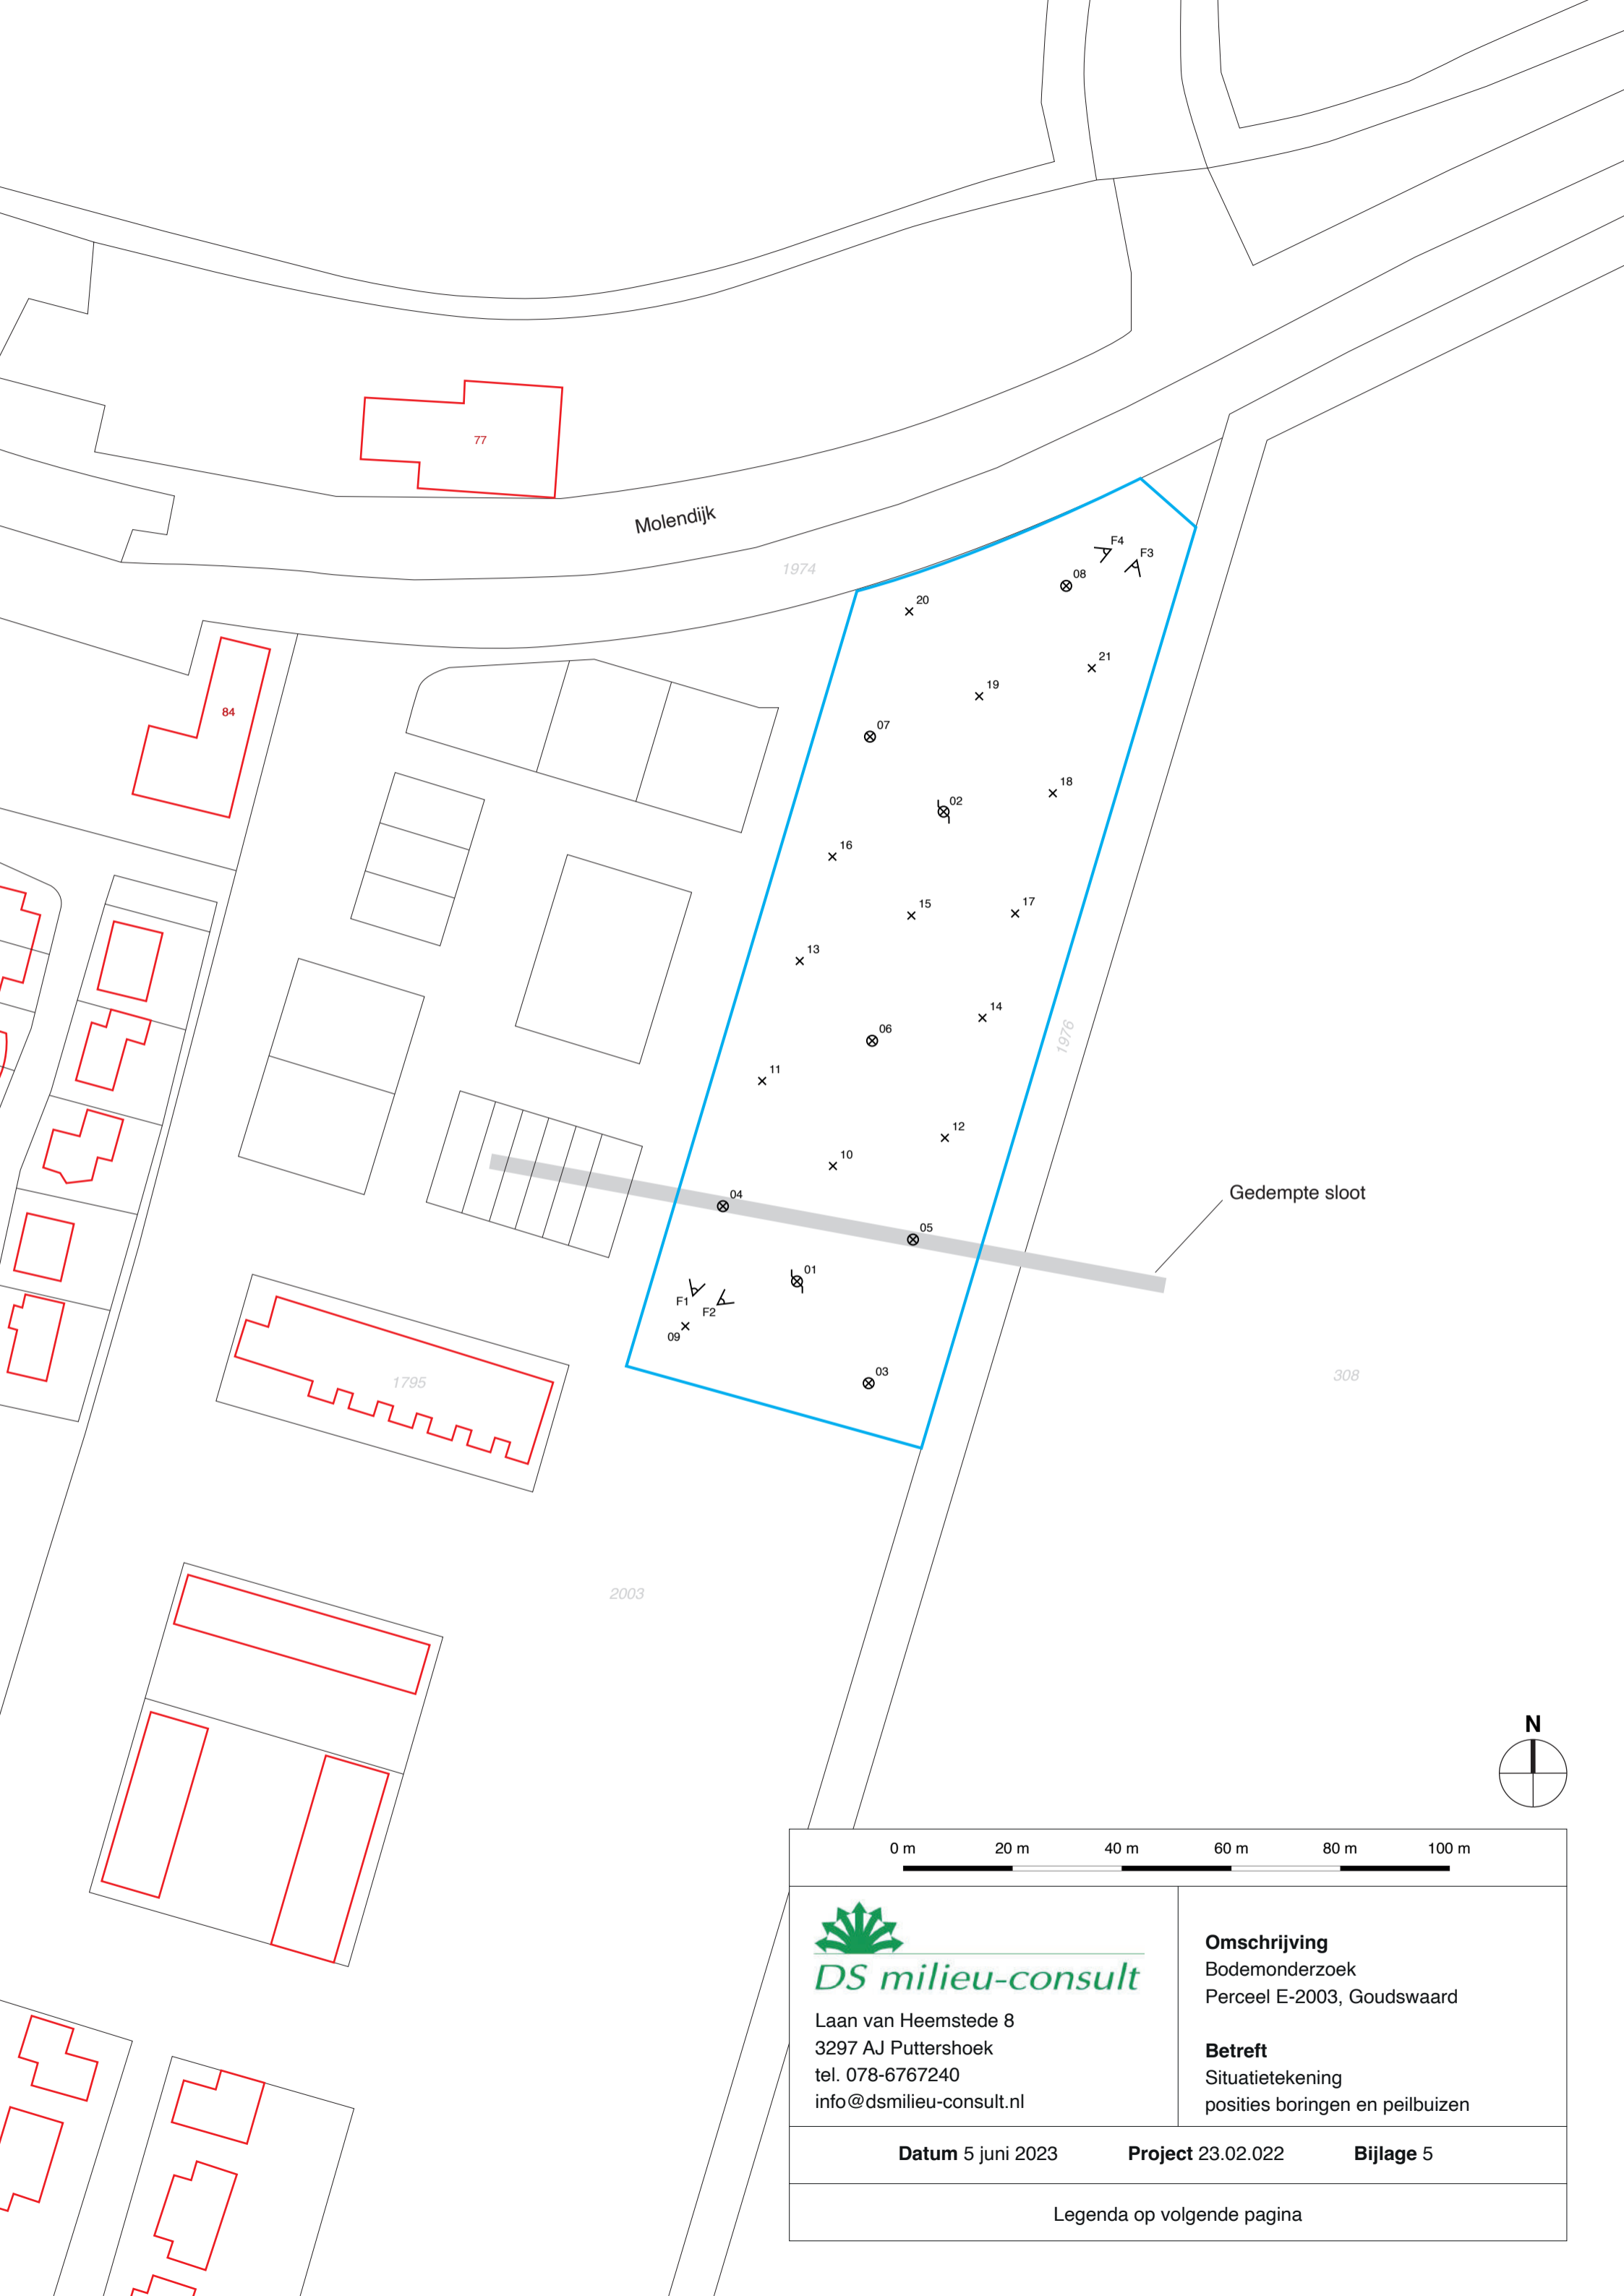 77
Molendijk
1974
F4
F3
08
20
21
19
84
07
18
02
16
15
17
13
14
06
1976
11
12
10
04
Gedempte sloot
05
01
F1
F2
09
03
308
1795
2003
N
0 m 20 m 40 m 60 m 80 m 100 m
DS milieu-consult
Laan van Heemstede 8
3297 AJ Puttershoek
tel. 078-6767240
info@dsmilieu-consult.nl
Omschrijving
Bodemonderzoek
Perceel E-2003, Goudswaard
Betreft
Situatietekening
posities boringen en peilbuizen
Datum 5 juni 2023 Project 23.02.022 Bijlage 5
Legenda op volgende pagina